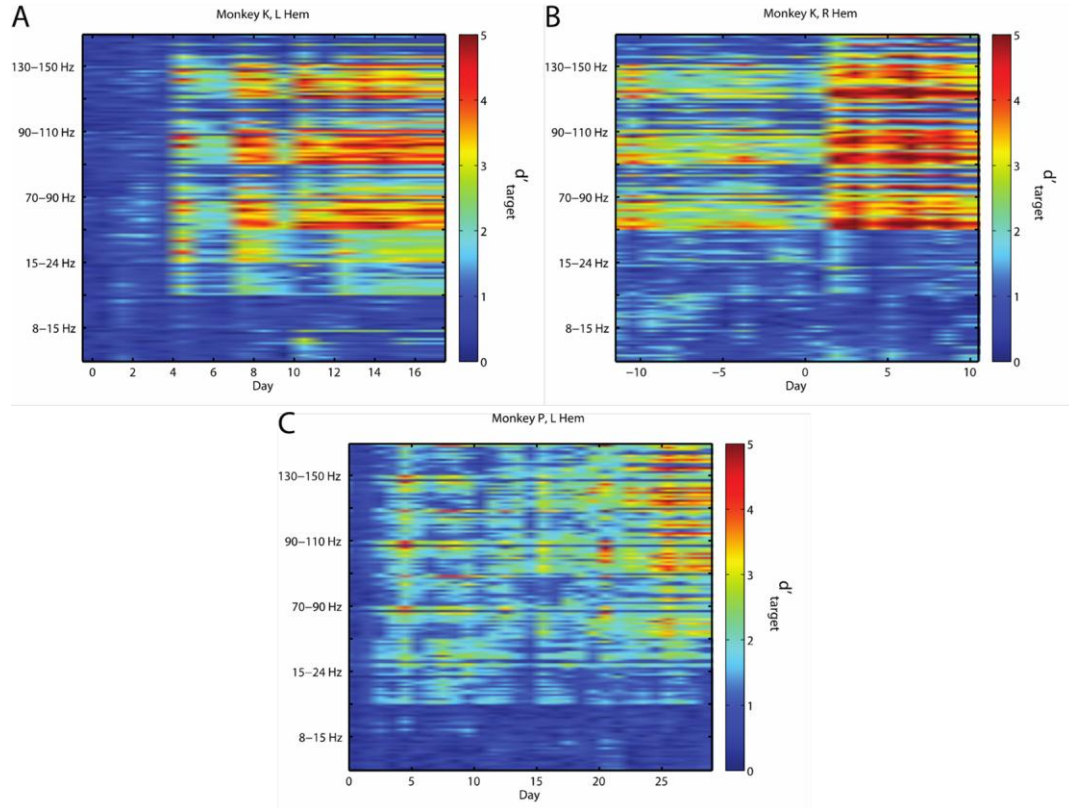 A
Monkey K, L Hem
130–150 Hz
90–110 Hz
70–90 Hz
15–24 Hz
8–15 Hz
0 2 4 6 8 10 12 14 16
Day
5
4
3
2
1
0
d′target
B
Monkey K, R Hem
130–150 Hz
90–110 Hz
70–90 Hz
15–24 Hz
8–15 Hz
−10 −5 0 5 10
Day
5
4
3
2
1
0
d′target
C
Monkey P, L Hem
130–150 Hz
90–110 Hz
70–90 Hz
15–24 Hz
8–15 Hz
0 5 10 15 20 25
Day
5
4
3
2
1
0
d′target